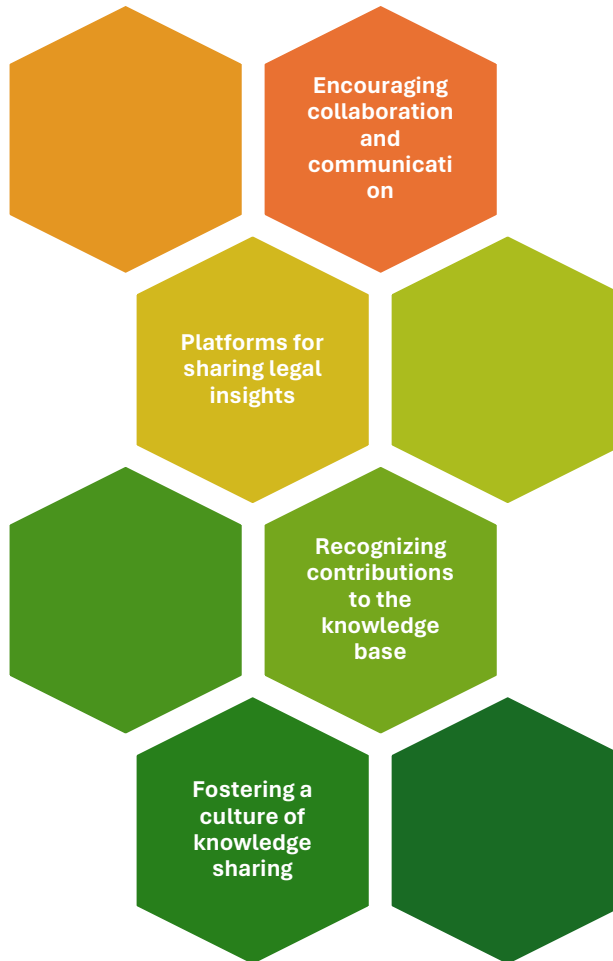 Encouraging
collaboration
and
communicati
on
Platforms for
sharing legal
insights
Recognizing
contributions
to the
knowledge
base
Fostering a
culture of
knowledge
sharing